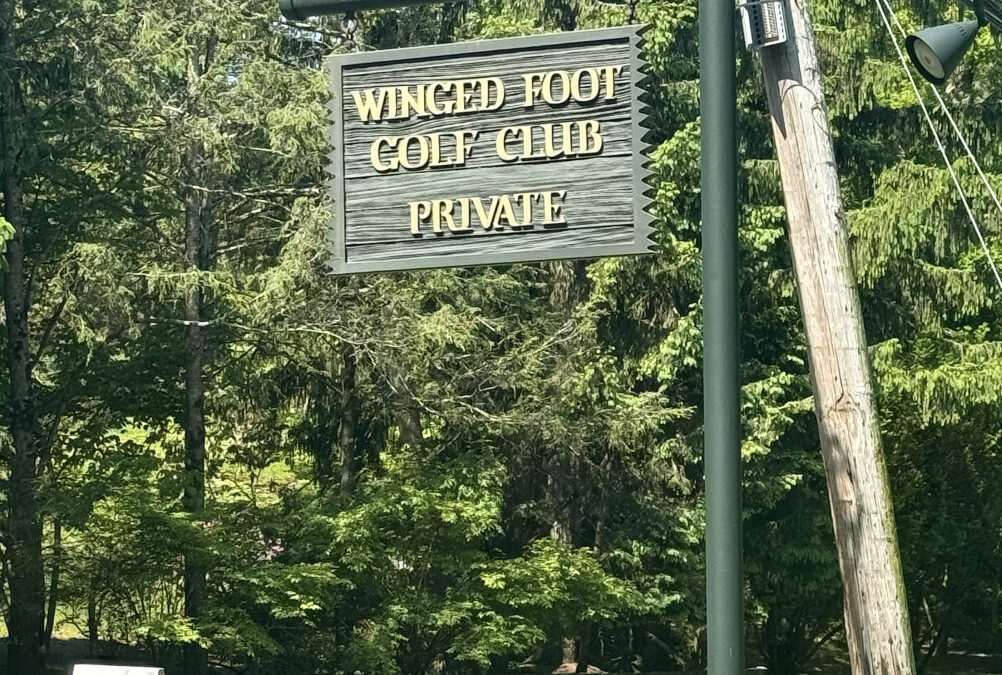 WINGED FOOT
GOLF CLUB
PRIVATE